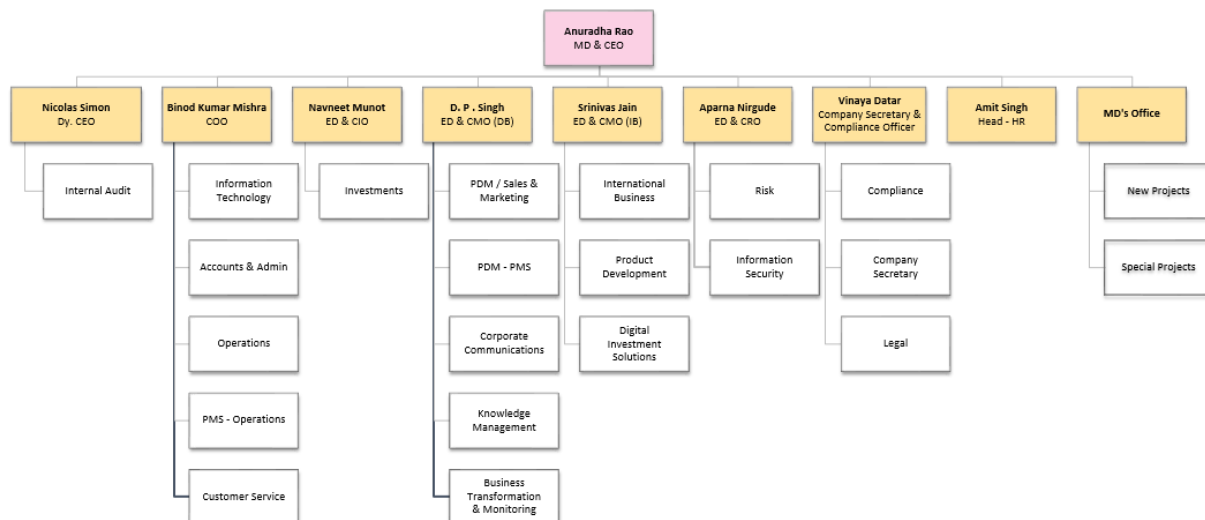 Anuradha Rao
MD & CEO
Nicolas Simon
Dy. CEO
Binod Kumar Mishra
COO
Navneet Munot
ED & CIO
D. P . Singh
ED & CMO (DB)
Srinivas Jain
ED & CMO (IB)
Aparna Nirgude
ED & CRO
Vinaya Datar
Company Secretary &
Compliance Officer
Amit Singh
Head - HR
MD's Office
Internal Audit
Information
Technology
Investments
PDM / Sales &
Marketing
International
Business
Risk
Compliance
New Projects
Accounts & Admin
PDM - PMS
Product
Development
Information
Security
Company
Secretary
Special Projects
Operations
Corporate
Communications
Digital
Investment
Solutions
Legal
PMS - Operations
Knowledge
Management
Customer Service
Business
Transformation
& Monitoring